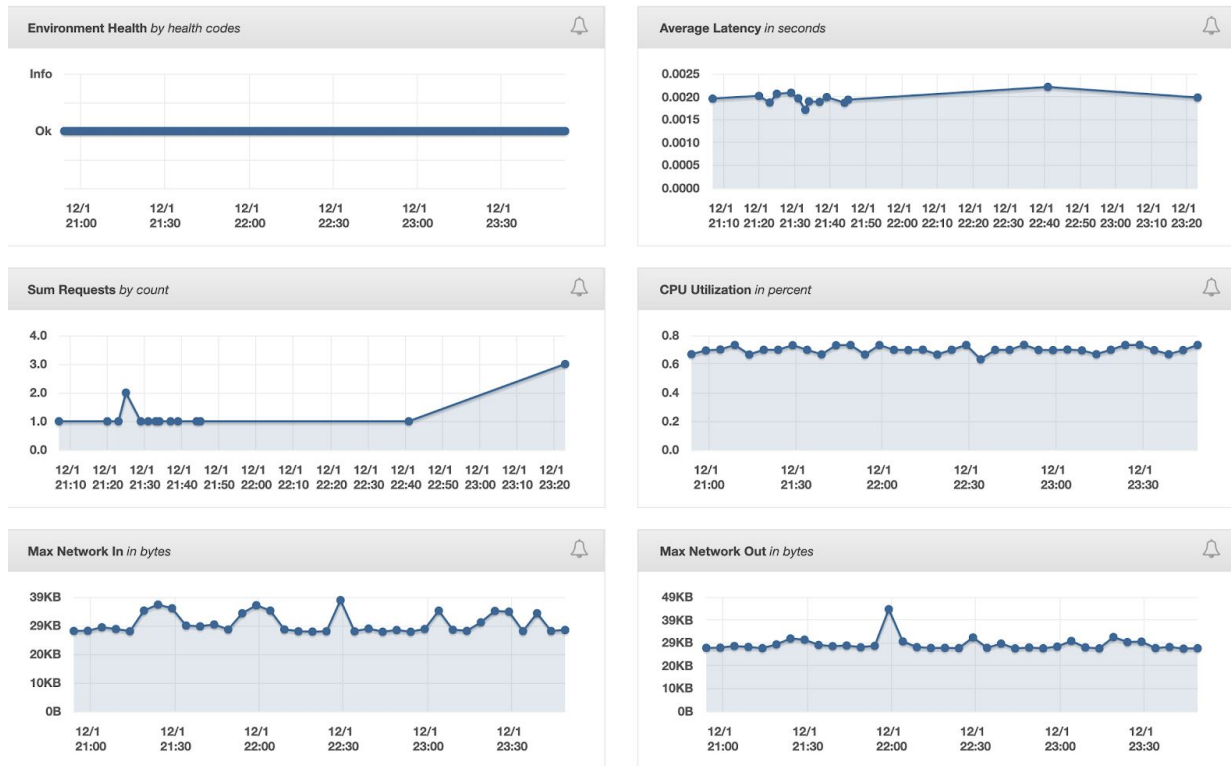 Environment Health by health codes
Info
Ok
12/1 12/1 12/1 12/1 12/1 12/1
21:00 21:30 22:00 22:30 23:00 23:30
Average Latency in seconds
0.0025
0.0020
0.0015
0.0010
0.0005
0.0000
12/1 12/1 12/1 12/1 12/1 12/1 12/1 12/1 12/1 12/1 12/1 12/1 12/1 12/1
21:10 21:20 21:30 21:40 21:50 22:00 22:10 22:20 22:30 22:40 22:50 23:00 23:10 23:20
Sum Requests by count
4.0
3.0
2.0
1.0
0.0
12/1 12/1 12/1 12/1 12/1 12/1 12/1 12/1 12/1 12/1 12/1 12/1 12/1 12/1
21:10 21:20 21:30 21:40 21:50 22:00 22:10 22:20 22:30 22:40 22:50 23:00 23:10 23:20
CPU Utilization in percent
0.8
0.6
0.4
0.2
0.0
12/1 12/1 12/1 12/1 12/1 12/1
21:00 21:30 22:00 22:30 23:00 23:30
Max Network In in bytes
39KB
29KB
20KB
10KB
0B
12/1 12/1 12/1 12/1 12/1 12/1
21:00 21:30 22:00 22:30 23:00 23:30
Max Network Out in bytes
49KB
39KB
29KB
20KB
10KB
0B
12/1 12/1 12/1 12/1 12/1 12/1
21:00 21:30 22:00 22:30 23:00 23:30